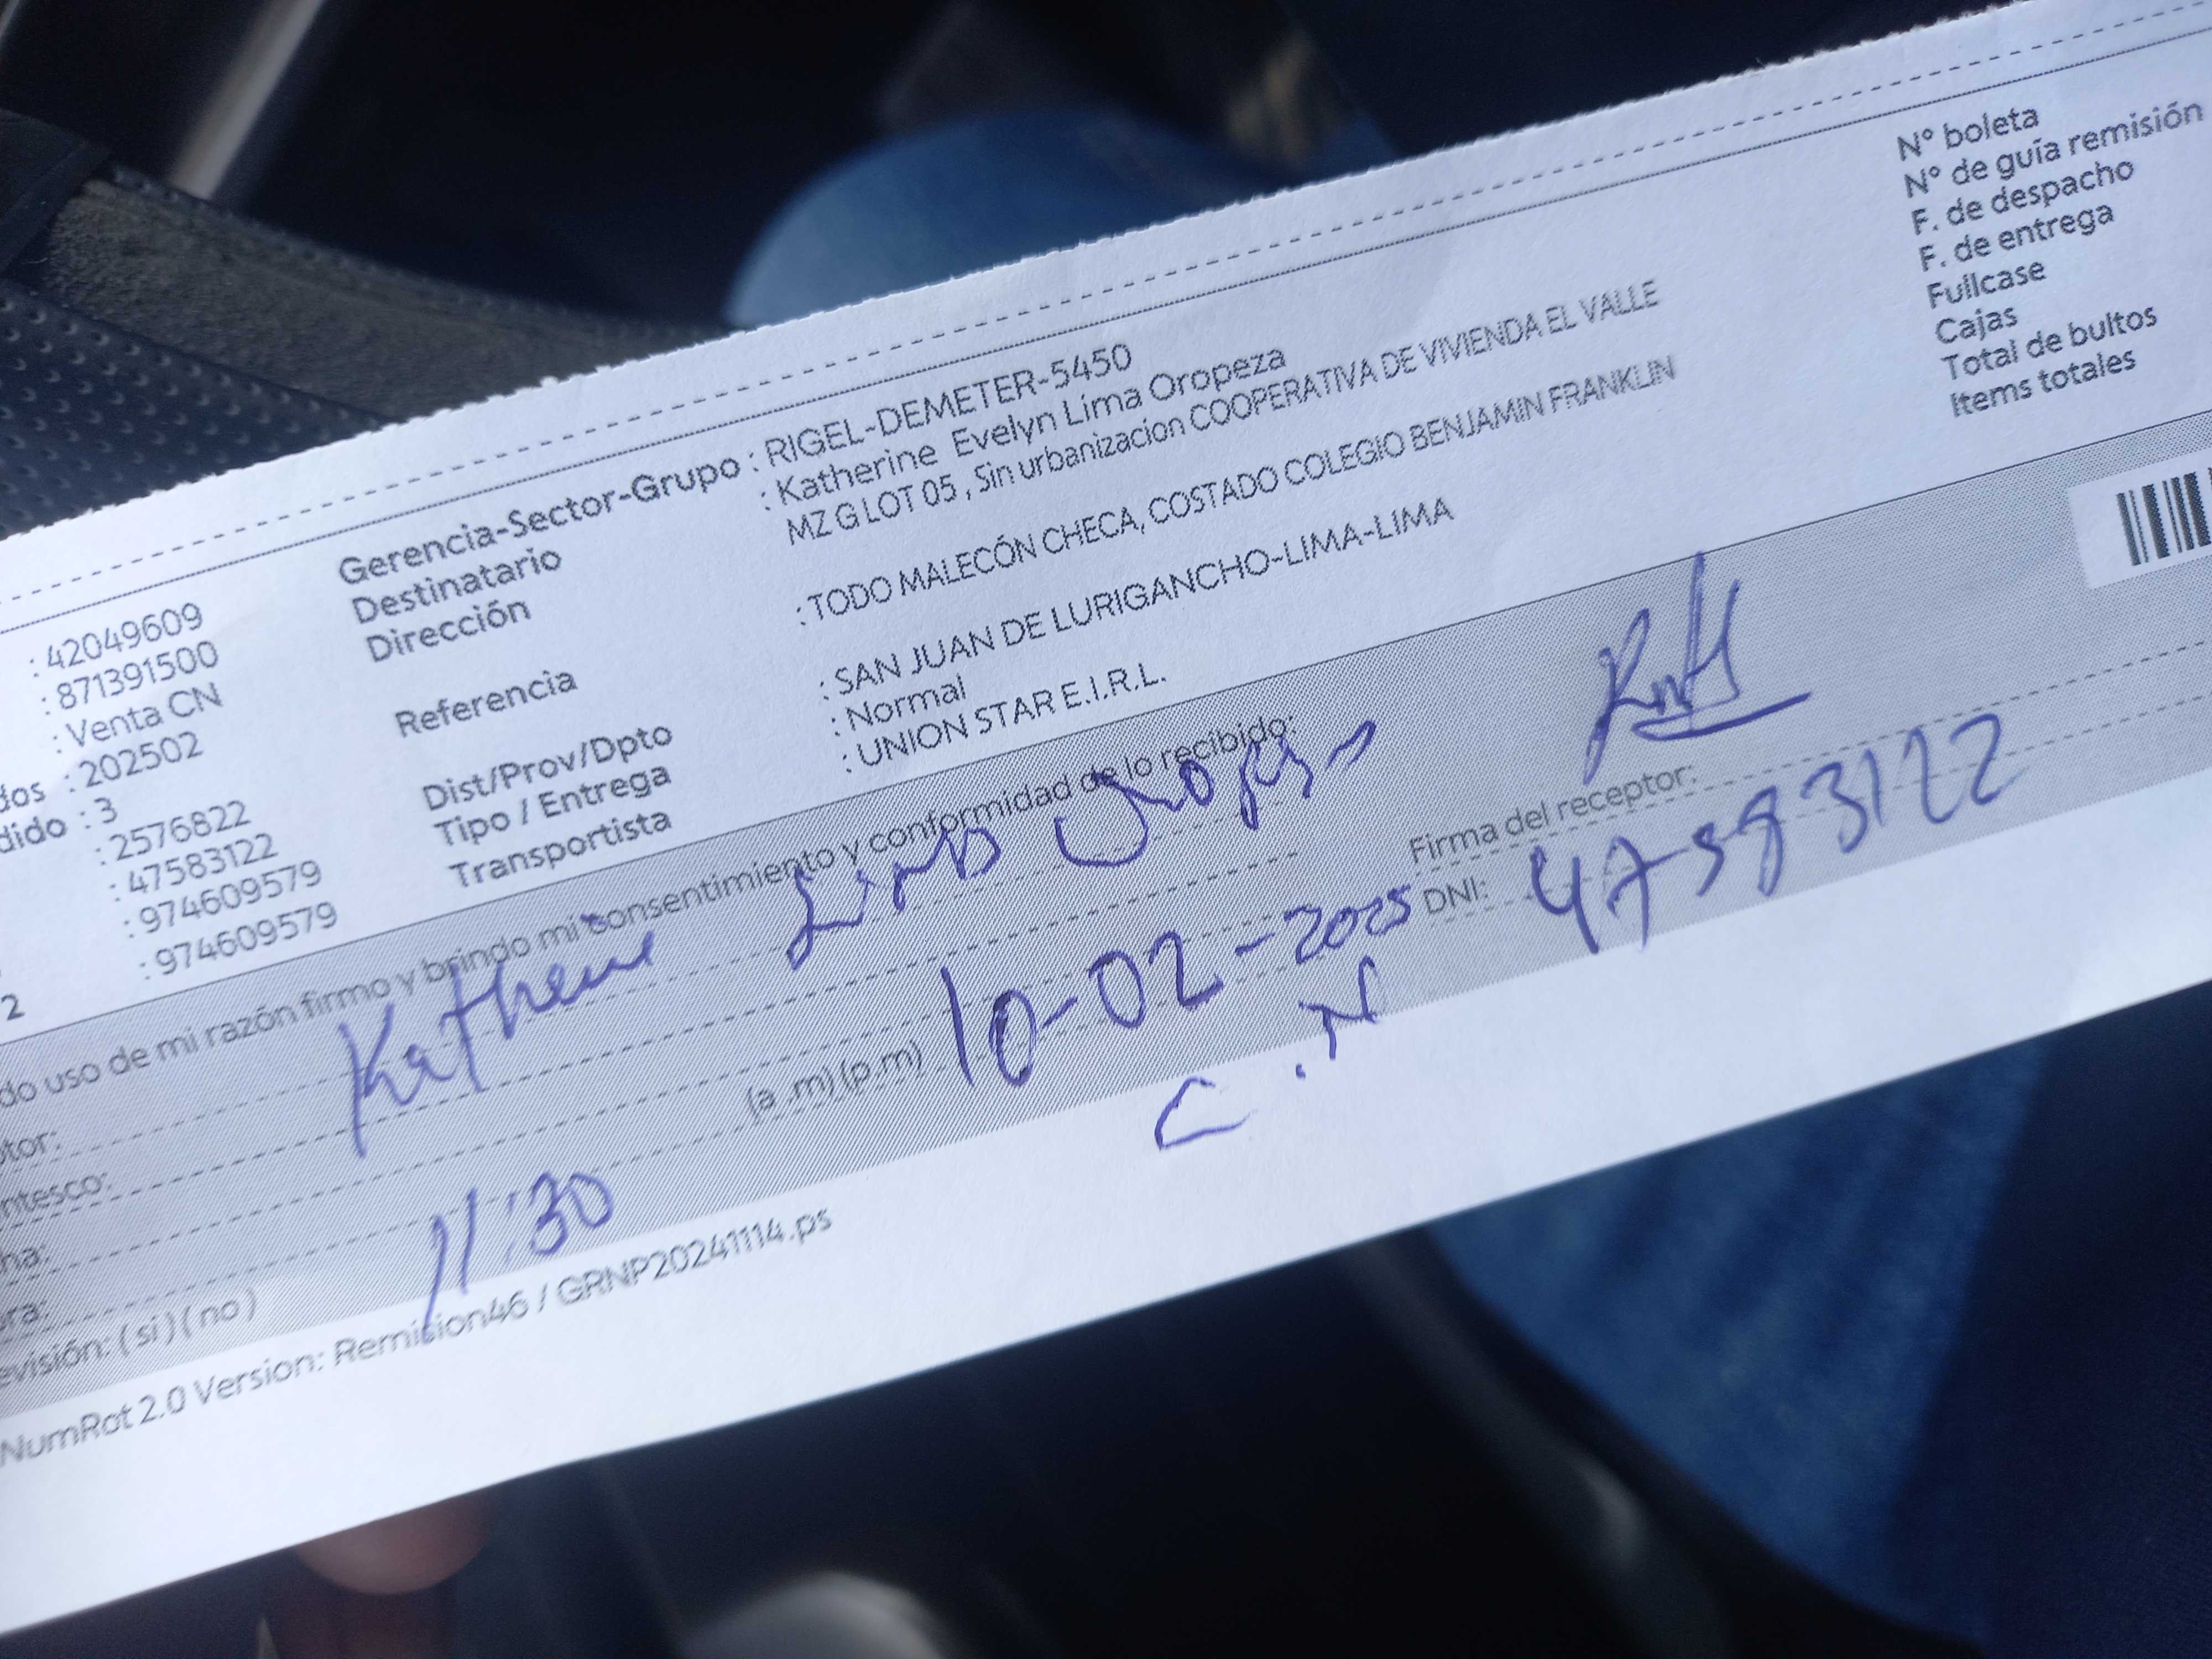 : 42049609
: 871391500
: Venta CN
dos : 202502
dido : 3
: 2576822
: 47583122
: 974609579
2 : 974609579
Gerencia-Sector-Grupo : RIGEL-DEMETER-5450
Destinatario : Katherine Evelyn Lima Oropeza
Dirección MZ G LOT 05 , Sin urbanizacion COOPERATIVA DE VIVIENDA EL VALLE
Referencia : TODO MALECÓN CHECA, COSTADO COLEGIO BENJAMIN FRANKLIN
Dist/Prov/Dpto : SAN JUAN DE LURIGANCHO-LIMA-LIMA
Tipo / Entrega : Normal
Transportista : UNION STAR E.I.R.L.
N° boleta
N° de guía remisión
F. de despacho
F. de entrega
Fullcase
Cajas
Total de bultos
Items totales
do uso de mi razón firmo y brindo mi consentimiento y conformidad de lo recibido:
tor: Katherine Lima
Firma del receptor:
ntesco:
DNI: 47583122
ha: 10-02-2025
ra: 11:30 (a .m) (p.m)
C.N
evisión: ( si ) ( no )
NumRot 2.0 Version: Remision46 / GRNP20241114.ps